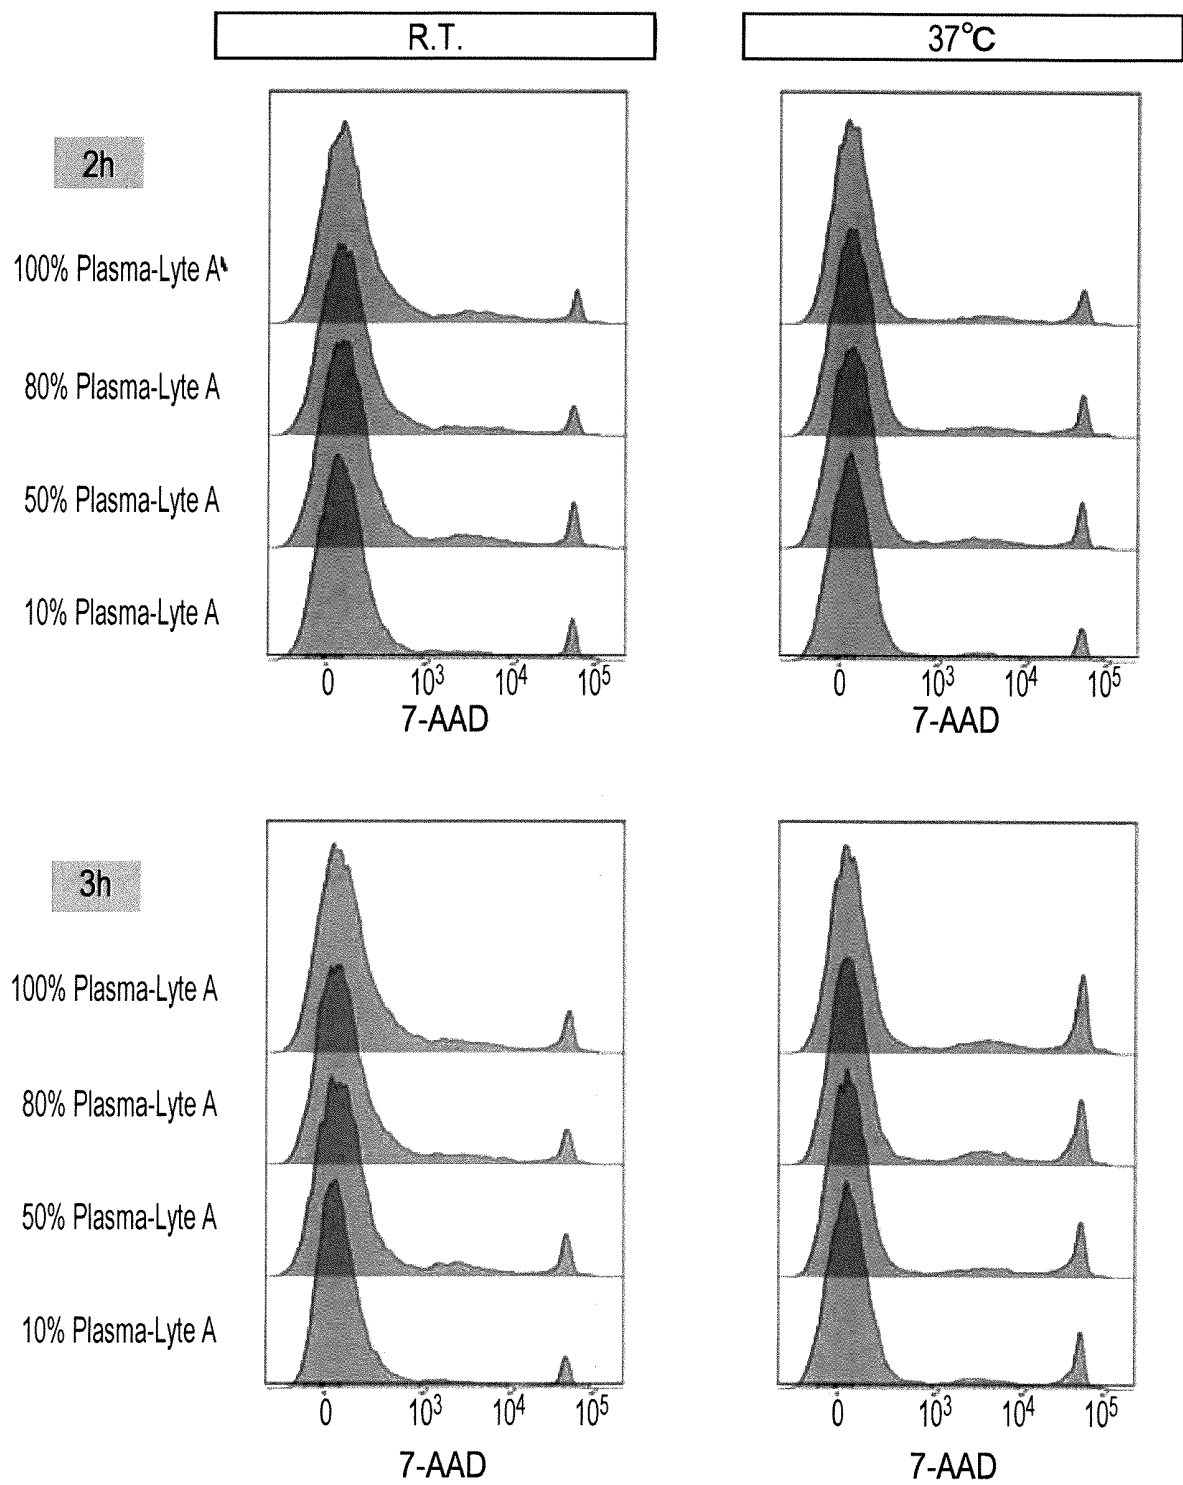 R.T.
37°C
2h
100% Plasma-Lyte A
80% Plasma-Lyte A
50% Plasma-Lyte A
10% Plasma-Lyte A
0 10³ 10⁴ 10⁵
7-AAD
0 10³ 10⁴ 10⁵
7-AAD
3h
100% Plasma-Lyte A
80% Plasma-Lyte A
50% Plasma-Lyte A
10% Plasma-Lyte A
0 10³ 10⁴ 10⁵
7-AAD
0 10³ 10⁴ 10⁵
7-AAD